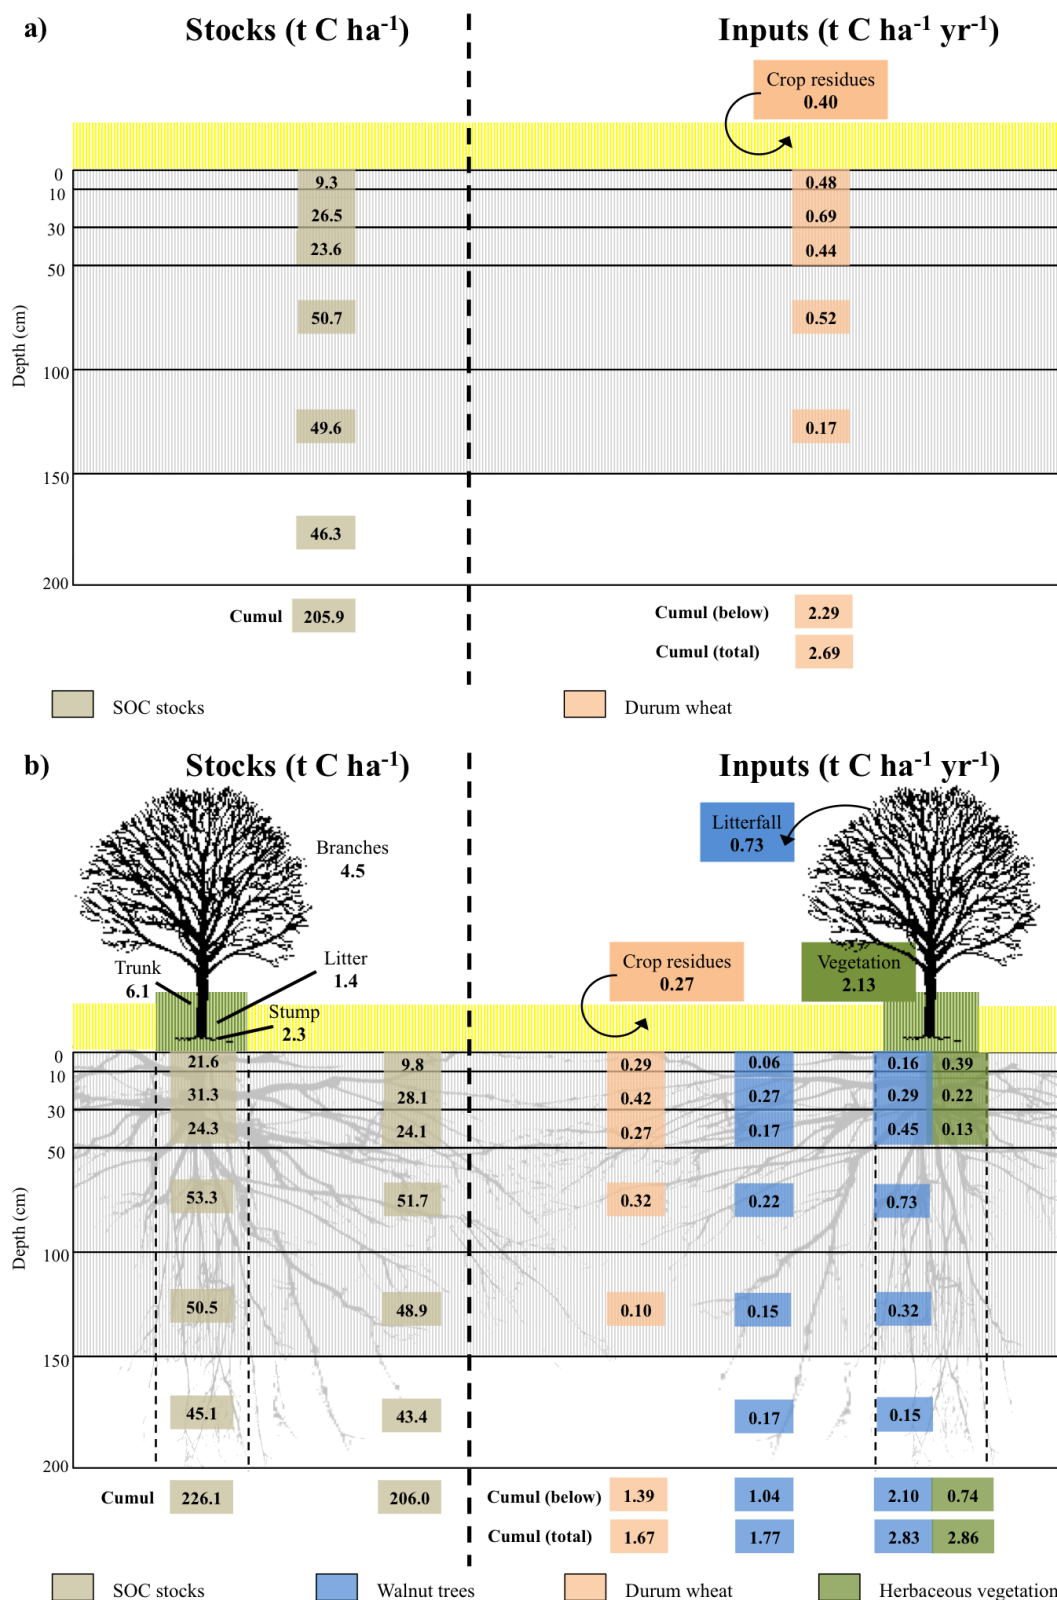 a)
Stocks (t C ha-1)
Inputs (t C ha-1 yr-1)
Crop residues
0.40
0
9.3
0.48
10
26.5
0.69
30
23.6
0.44
50
50.7
0.52
Depth (cm)
100
49.6
0.17
150
46.3
200
Cumul
205.9
Cumul (below)
2.29
Cumul (total)
2.69
SOC stocks
Durum wheat
b)
Stocks (t C ha-1)
Inputs (t C ha-1 yr-1)
Litterfall
0.73
Branches
4.5
Trunk
6.1
Litter
1.4
Stump
2.3
Crop residues
0.27
Vegetation
2.13
0
21.6
9.8
0.29
0.06
0.16
0.39
10
31.3
28.1
0.42
0.27
0.29
0.22
30
24.3
24.1
0.27
0.17
0.45
0.13
50
53.3
51.7
0.32
0.22
0.73
Depth (cm)
100
50.5
48.9
0.10
0.15
0.32
150
45.1
43.4
0.17
0.15
200
Cumul
226.1
206.0
Cumul (below)
1.39
1.04
2.10
0.74
Cumul (total)
1.67
1.77
2.83
2.86
SOC stocks
Walnut trees
Durum wheat
Herbaceous vegetation